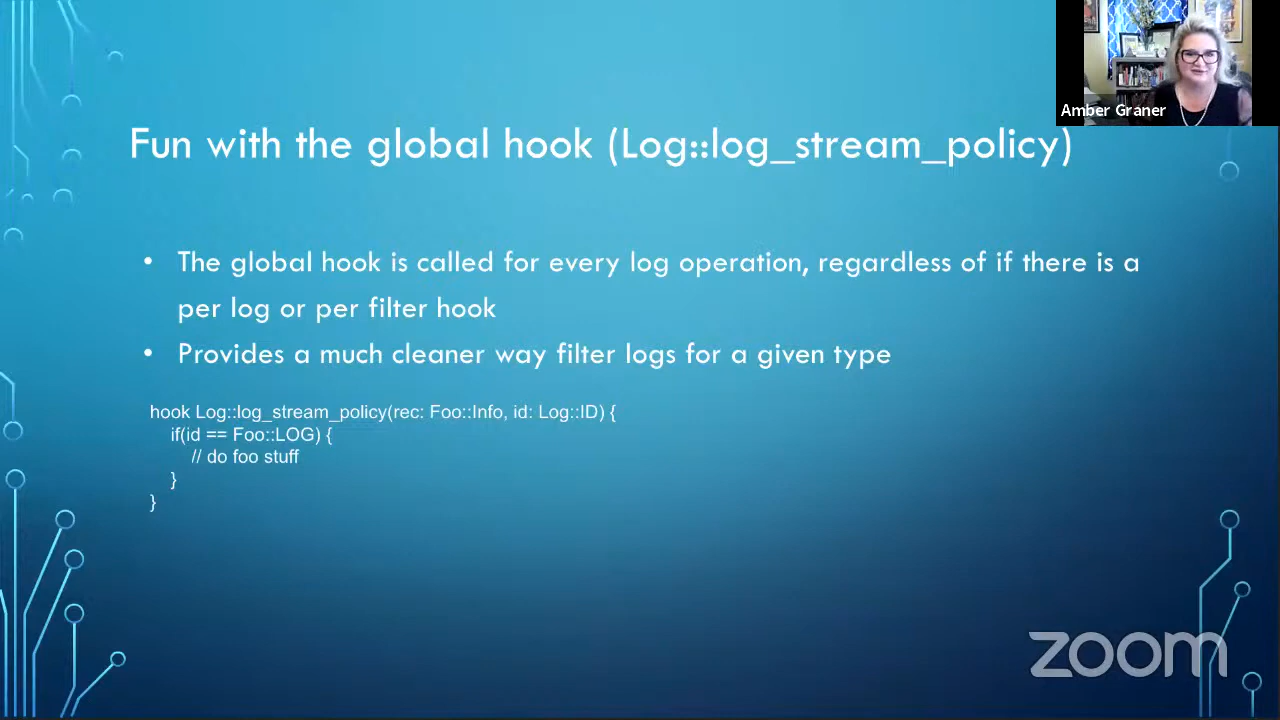 Amber Graner
Fun with the global hook (Log::log_stream_policy)
• The global hook is called for every log operation, regardless of if there is a
per log or per filter hook
• Provides a much cleaner way filter logs for a given type
hook Log::log_stream_policy(rec: Foo::Info, id: Log::ID) {
if(id == Foo::LOG) {
// do foo stuff
}
}
zoom